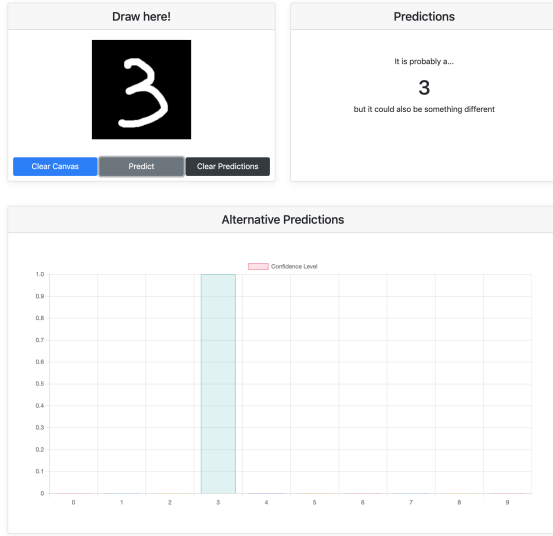 Draw here!
3
Clear Canvas
Predict
Clear Predictions
Predictions
It is probably a...
3
but it could also be something different
Alternative Predictions
Confidence Level
1.0
0.9
0.8
0.7
0.6
0.5
0.4
0.3
0.2
0.1
0
0 1 2 3 4 5 6 7 8 9